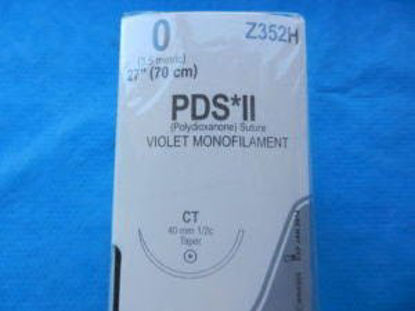 0
Z352H
(3.5 metric)
27" (70 cm)
PDS*II
(Polydioxanone) Suture
VIOLET MONOFILAMENT
CT
40 mm 1/2c
Taper